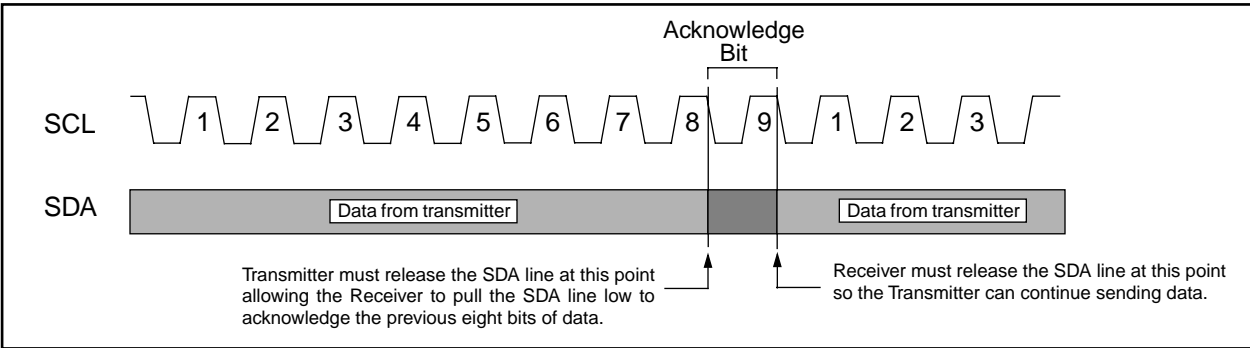 Acknowledge
Bit
SCL 1 2 3 4 5 6 7 8 9 1 2 3
SDA Data from transmitter Data from transmitter
Transmitter must release the SDA line at this point
allowing the Receiver to pull the SDA line low to
acknowledge the previous eight bits of data.
Receiver must release the SDA line at this point
so the Transmitter can continue sending data.